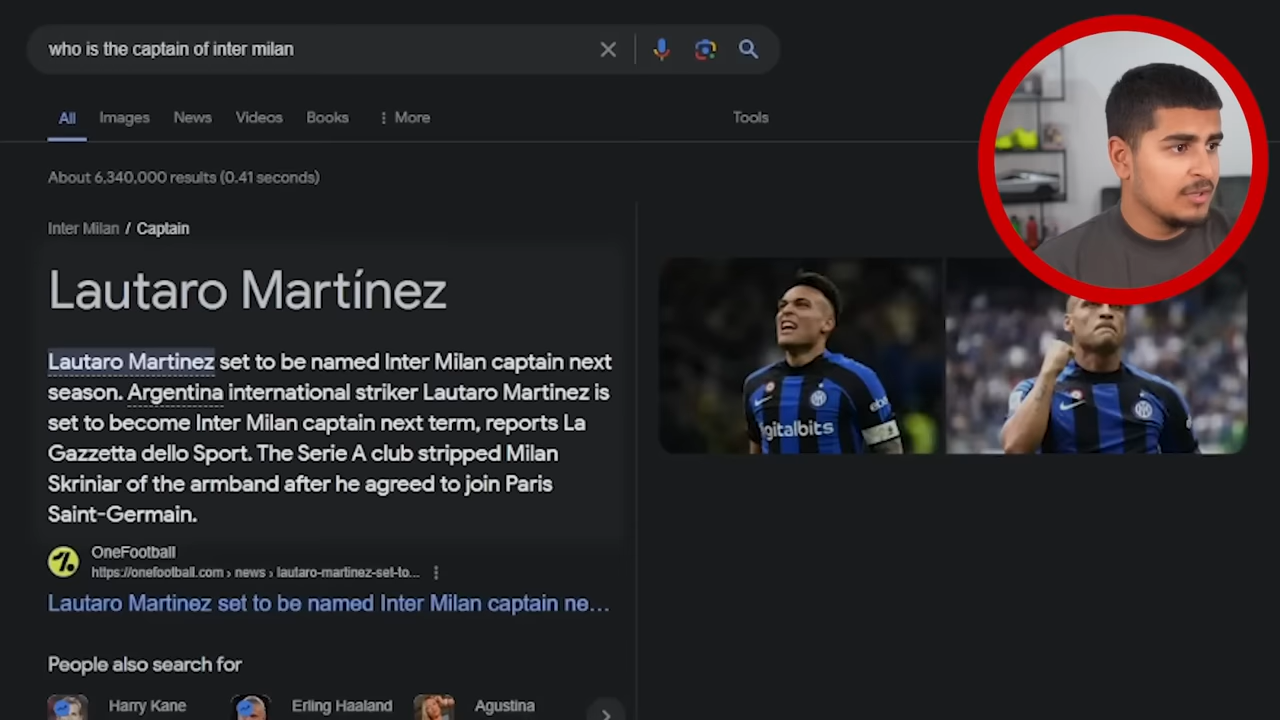 who is the captain of inter milan
All Images News Videos Books More Tools
About 6,340,000 results (0.41 seconds)
Inter Milan / Captain
Lautaro Martínez
Lautaro Martinez set to be named Inter Milan captain next
season. Argentina international striker Lautaro Martinez is
set to become Inter Milan captain next term, reports La
Gazzetta dello Sport. The Serie A club stripped Milan
Skriniar of the armband after he agreed to join Paris
Saint-Germain.
digitalbits
eb
OneFootball
https://onefootball.com › news › lautaro-martinez-set-to...
Lautaro Martinez set to be named Inter Milan captain ne...
People also search for
Harry Kane Erling Haaland Agustina